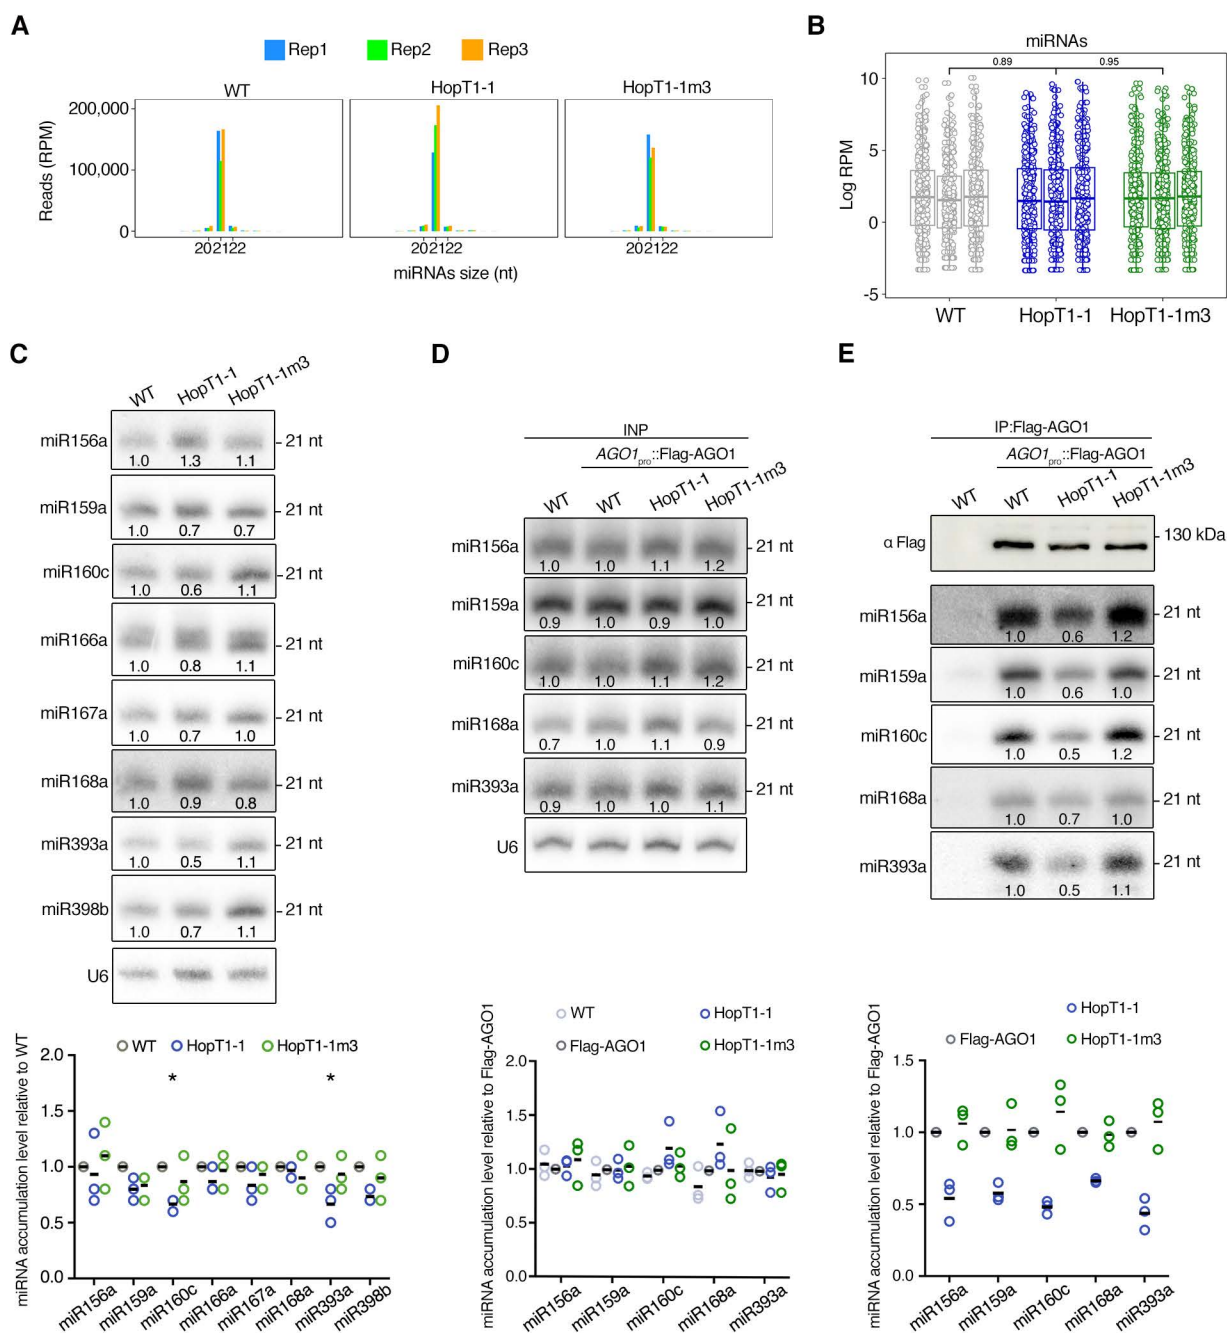 A
Rep1 Rep2 Rep3
WT HopT1-1 HopT1-1m3
Reads (RPM)
200,000
100,000
0
202122 202122 202122
miRNAs size (nt)
B
miRNAs
0.89 0.95
Log RPM
10
5
0
-5
WT HopT1-1 HopT1-1m3
C
WT HopT1-1 HopT1-1m3
miR156a 21 nt
1.0 1.3 1.1
miR159a 21 nt
1.0 0.7 0.7
miR160c 21 nt
1.0 0.6 1.1
miR166a 21 nt
1.0 0.8 1.1
miR167a 21 nt
1.0 0.7 1.0
miR168a 21 nt
1.0 0.9 0.8
miR393a 21 nt
1.0 0.5 1.1
miR398b 21 nt
1.0 0.7 1.1
U6
miRNA accumulation level relative to WT
WT HopT1-1 HopT1-1m3
2.0
* *
1.5
1.0
0.5
0.0
miR156a miR159a miR160c miR166a miR167a miR168a miR393a miR398b
D
INP
AGO1pro::Flag-AGO1
WT WT HopT1-1 HopT1-1m3
miR156a 21 nt
1.0 1.0 1.1 1.2
miR159a 21 nt
0.9 1.0 0.9 1.0
miR160c 21 nt
1.0 1.0 1.1 1.2
miR168a 21 nt
0.7 1.0 1.1 0.9
miR393a 21 nt
0.9 1.0 1.0 1.1
U6
miRNA accumulation level relative to Flag-AGO1
WT HopT1-1
Flag-AGO1 HopT1-1m3
2.0
1.5
1.0
0.5
0.0
miR156a miR159a miR160c miR168a miR393a
E
IP:Flag-AGO1
AGO1pro::Flag-AGO1
WT WT HopT1-1 HopT1-1m3
α Flag 130 kDa
miR156a 21 nt
1.0 0.6 1.2
miR159a 21 nt
1.0 0.6 1.0
miR160c 21 nt
1.0 0.5 1.2
miR168a 21 nt
1.0 0.7 1.0
miR393a 21 nt
1.0 0.5 1.1
miRNA accumulation level relative to Flag-AGO1
HopT1-1
Flag-AGO1 HopT1-1m3
1.5
1.0
0.5
0.0
miR156a miR159a miR160c miR168a miR393a